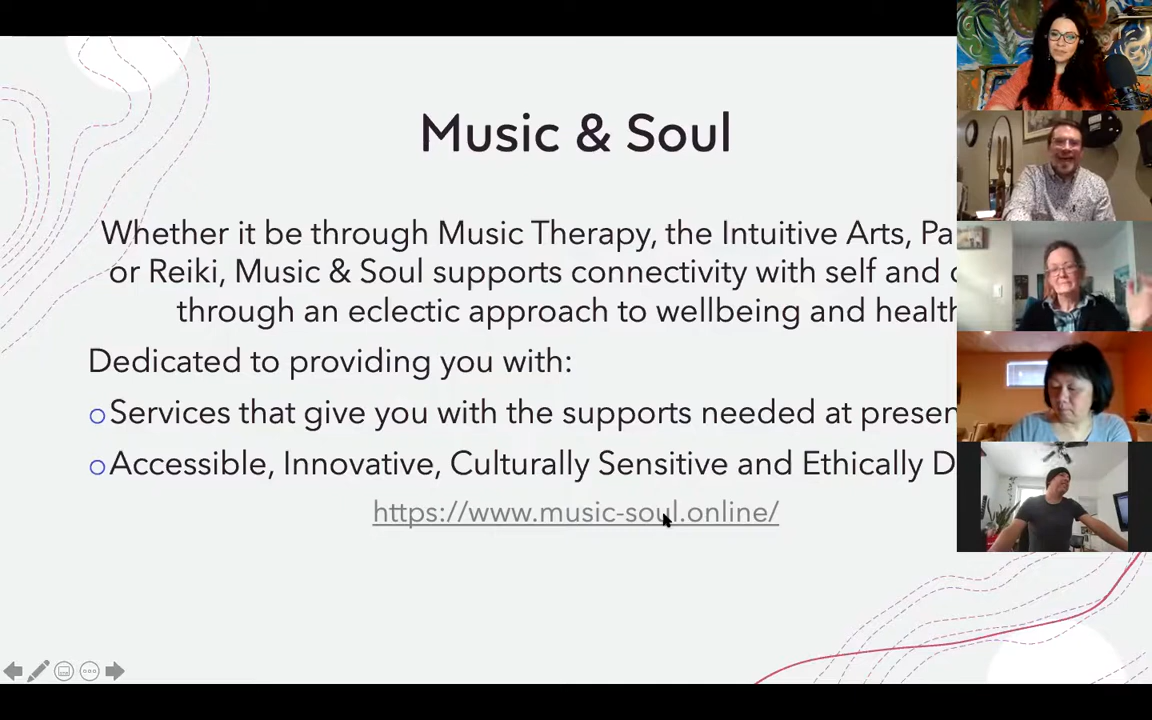 Music & Soul
Whether it be through Music Therapy, the Intuitive Arts, Pa
or Reiki, Music & Soul supports connectivity with self and
through an eclectic approach to wellbeing and health
Dedicated to providing you with:
Services that give you with the supports needed at presen
Accessible, Innovative, Culturally Sensitive and Ethically D
https://www.music-soul.online/